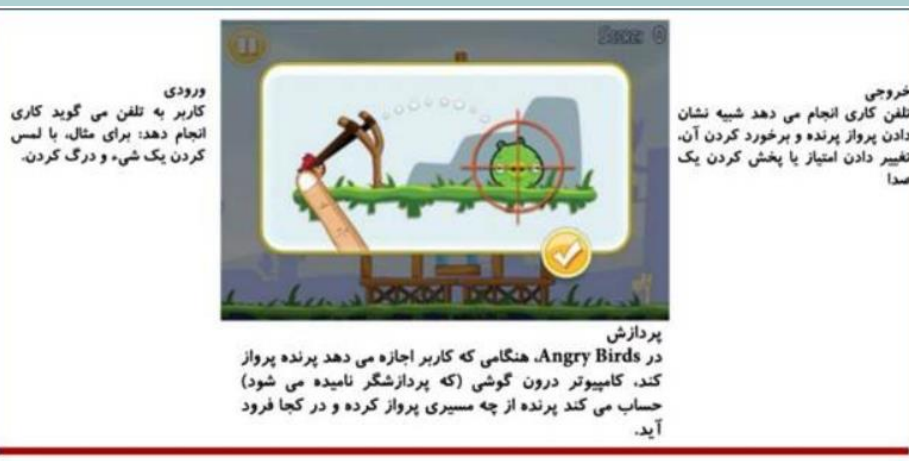 ورودی
کاربر به تلفن می گوید کاری
انجام دهد: برای مثال، با لمس
کردن یک شیء و درگ کردن.
خروجی
تلفن کاری انجام می دهد شبیه نشان
دادن پرواز پرنده و برخورد کردن آن،
تغییر دادن امتیاز یا پخش کردن یک
صدا
پردازش
در Angry Birds، هنگامی که کاربر اجازه می دهد پرنده پرواز
کند، کامپیوتر درون گوشی (که پردازشگر نامیده می شود)
حساب می کند پرنده از چه مسیری پرواز کرده و در کجا فرود
آید.